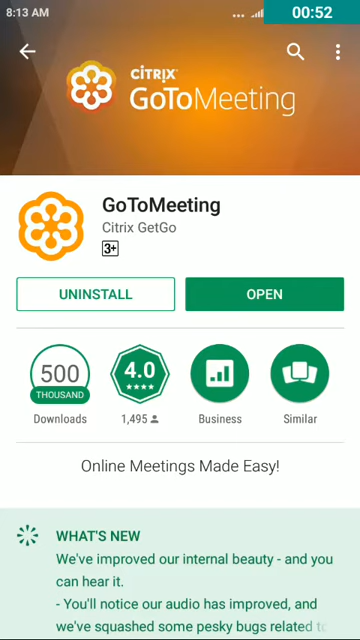 8:13 AM
00:52
CITRIX
GoToMeeting
GoToMeeting
Citrix GetGo
3+
UNINSTALL
OPEN
500
THOUSAND
4.0
Downloads
1,495
Business
Similar
Online Meetings Made Easy!
WHAT'S NEW
We've improved our internal beauty - and you
can hear it.
- You'll notice our audio has improved, and
we've squashed some pesky bugs related to